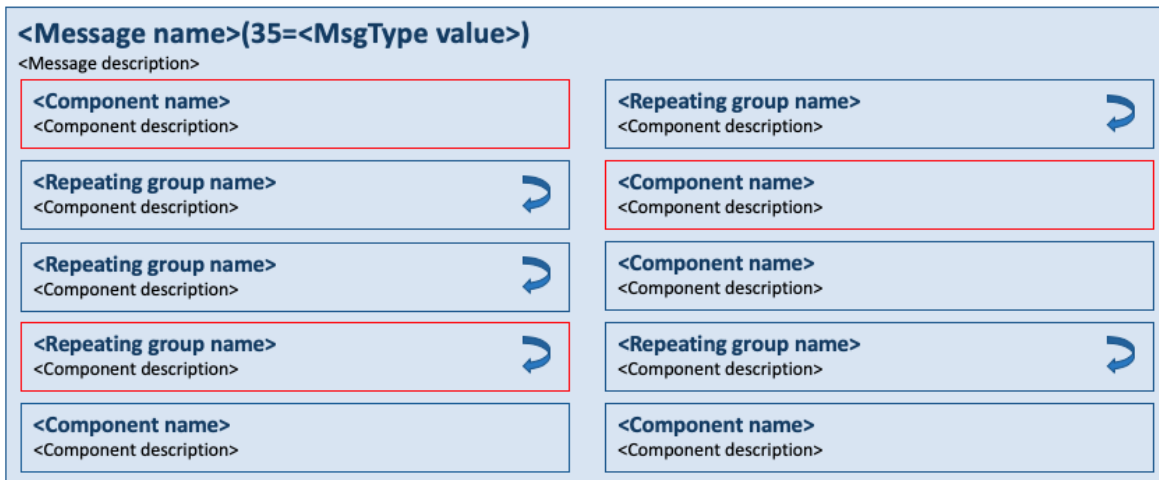 <Message name>(35=<MsgType value>)
<Message description>
<Component name>
<Component description>
<Repeating group name>
<Component description>
<Repeating group name>
<Component description>
<Component name>
<Component description>
<Repeating group name>
<Component description>
<Component name>
<Component description>
<Repeating group name>
<Component description>
<Repeating group name>
<Component description>
<Component name>
<Component description>
<Component name>
<Component description>